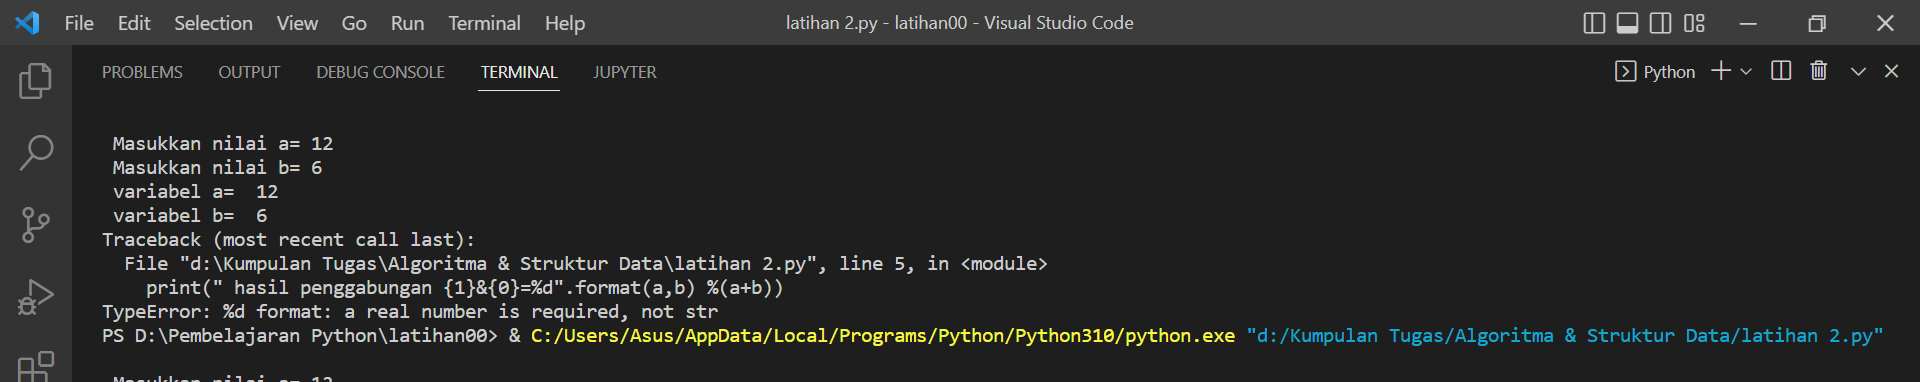 File Edit Selection View Go Run Terminal Help latihan 2.py - latihan00 - Visual Studio Code
PROBLEMS OUTPUT DEBUG CONSOLE TERMINAL JUPYTER Python
Masukkan nilai a= 12
Masukkan nilai b= 6
variabel a=  12
variabel b=  6
Traceback (most recent call last):
  File "d:\Kumpulan Tugas\Algoritma & Struktur Data\latihan 2.py", line 5, in <module>
    print(" hasil penggabungan {1}&{0}=%d".format(a,b) %(a+b))
TypeError: %d format: a real number is required, not str
PS D:\Pembelajaran Python\latihan00> & C:/Users/Asus/AppData/Local/Programs/Python/Python310/python.exe "d:/Kumpulan Tugas/Algoritma & Struktur Data/latihan 2.py"
Masukkan nilai a= 12